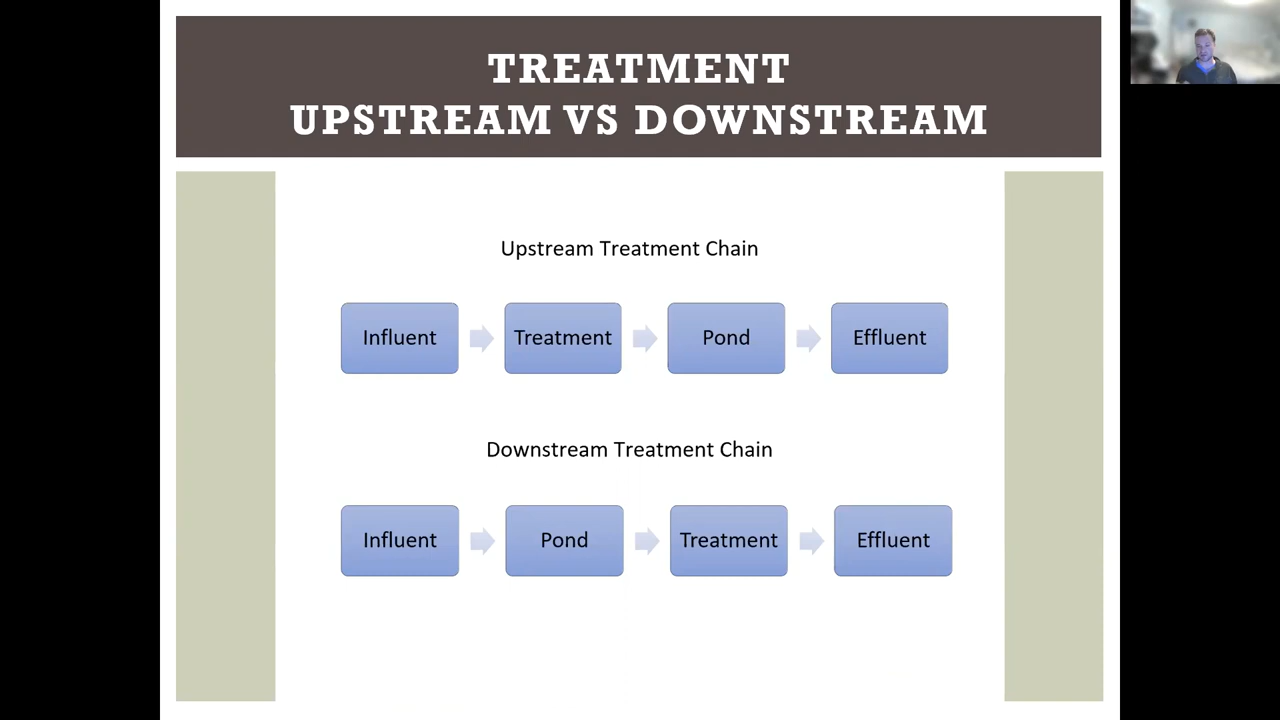 TREATMENT
UPSTREAM VS DOWNSTREAM
Upstream Treatment Chain
Influent
Treatment
Pond
Effluent
Downstream Treatment Chain
Influent
Pond
Treatment
Effluent